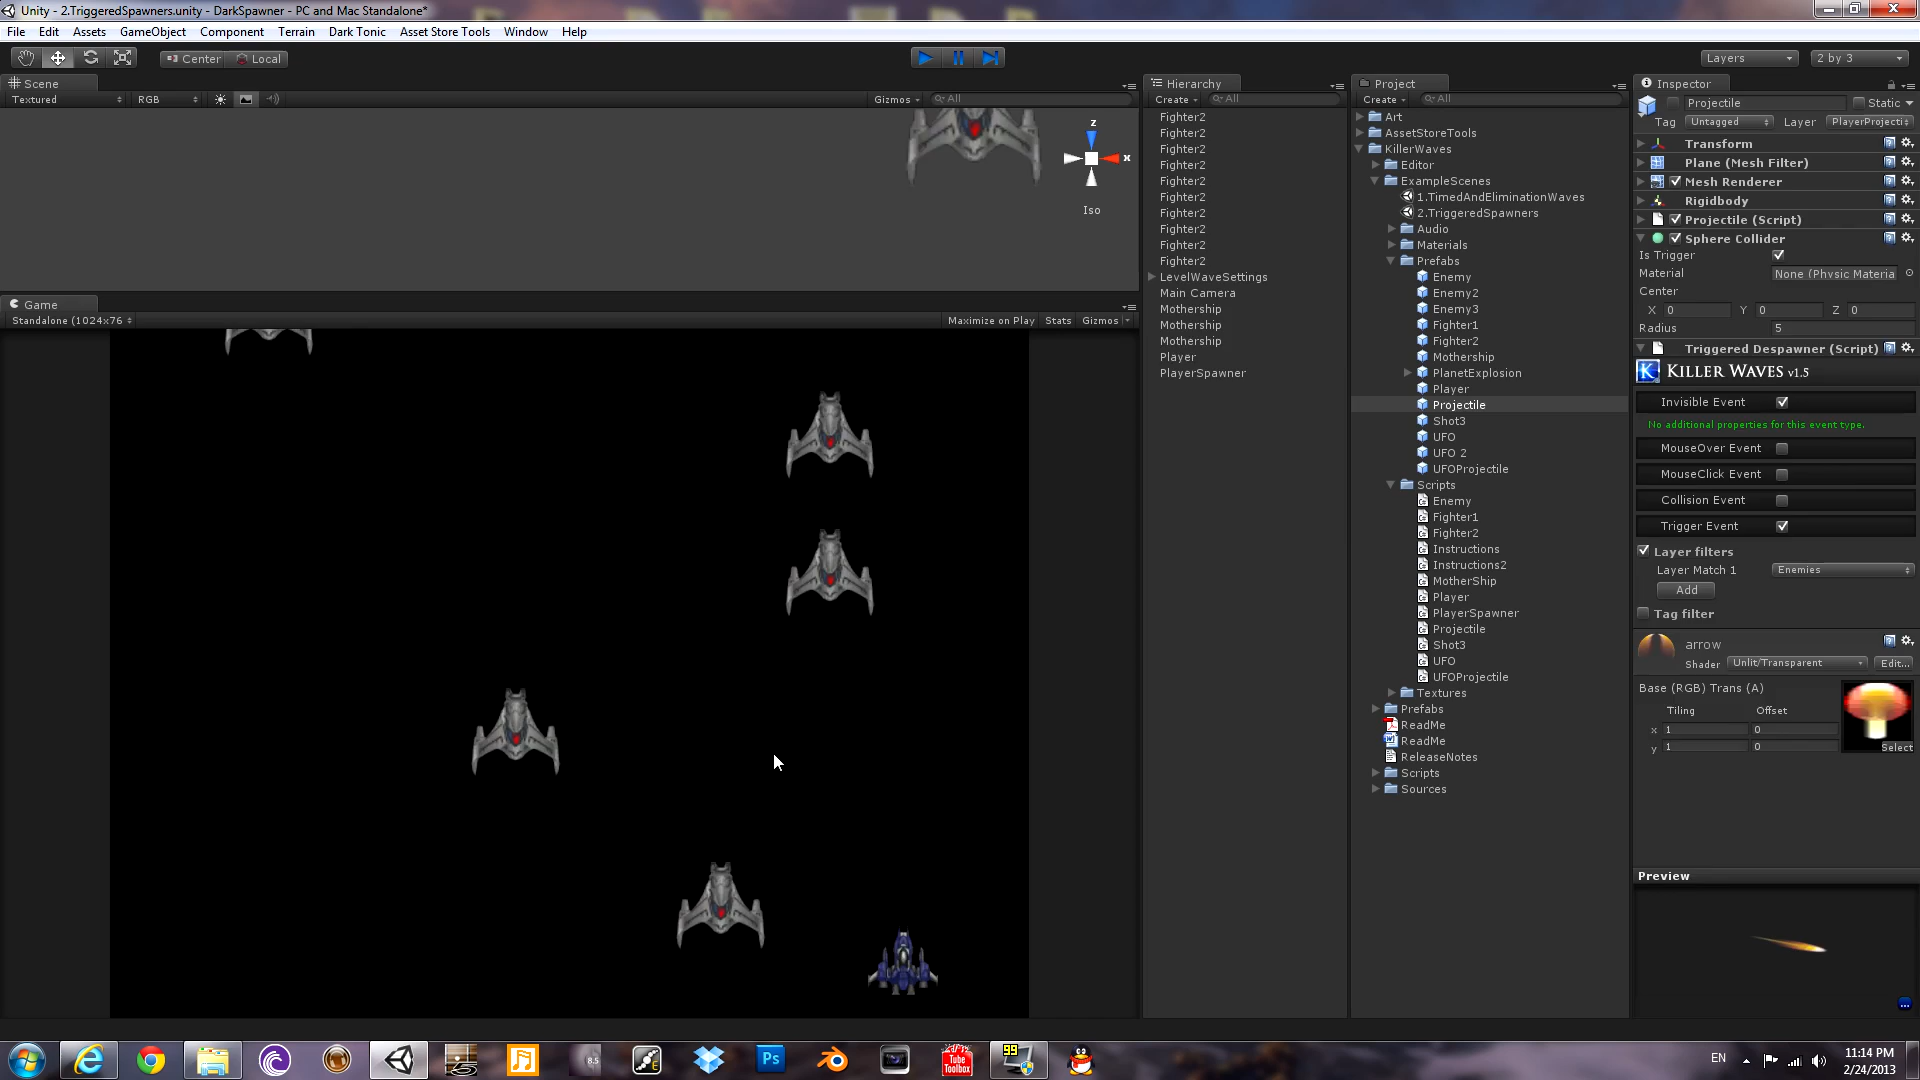 Unity - 2.TriggeredSpawners.unity - DarkSpawner - PC and Mac Standalone*
File Edit Assets GameObject Component Terrain Dark Tonic Asset Store Tools Window Help
Center Local
Layers
2 by 3
Scene
Textured RGB
Gizmos All
z
x
Iso
Game
Standalone (1024x76
Maximize on Play Stats Gizmos
Hierarchy
Create All
Fighter2
Fighter2
Fighter2
Fighter2
Fighter2
Fighter2
Fighter2
Fighter2
Fighter2
Fighter2
LevelWaveSettings
Main Camera
Mothership
Mothership
Mothership
Player
PlayerSpawner
Project
Create All
Art
AssetStoreTools
KillerWaves
Editor
ExampleScenes
1.TimedAndEliminationWaves
2.TriggeredSpawners
Audio
Materials
Prefabs
Enemy
Enemy2
Enemy3
Fighter1
Fighter2
Mothership
PlanetExplosion
Player
Projectile
Shot3
UFO
UFO 2
UFOProjectile
Scripts
Enemy
Fighter1
Fighter2
Instructions
Instructions2
MotherShip
Player
PlayerSpawner
Projectile
Shot3
UFO
UFOProjectile
Textures
Prefabs
ReadMe
ReadMe
ReleaseNotes
Scripts
Sources
Inspector
Projectile Static
Tag Untagged Layer PlayerProjecti
Transform
Plane (Mesh Filter)
Mesh Renderer
Rigidbody
Projectile (Script)
Sphere Collider
Is Trigger
Material None (Physic Materia
Center
X 0 Y 0 Z 0
Radius 5
Triggered Despawner (Script)
K KILLER WAVES v1.5
Invisible Event
No additional properties for this event type.
MouseOver Event
MouseClick Event
Collision Event
Trigger Event
Layer filters
Layer Match 1 Enemies
Add
Tag filter
arrow
Shader Unlit/Transparent Edit...
Base (RGB) Trans (A)
Tiling Offset
x 1 0
y 1 0
Select
Preview
8.5
E
Ps
Tube
Toolbox
99
EN
11:14 PM
2/24/2013